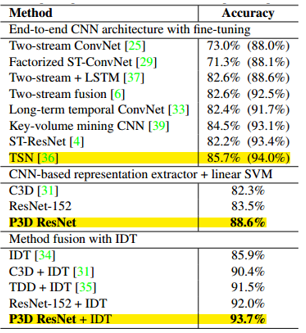 Method Accuracy
End-to-end CNN architecture with fine-tuning
Two-stream ConvNet [25] 73.0% (88.0%)
Factorized ST-ConvNet [29] 71.3% (88.1%)
Two-stream + LSTM [37] 82.6% (88.6%)
Two-stream fusion [6] 82.6% (92.5%)
Long-term temporal ConvNet [33] 82.4% (91.7%)
Key-volume mining CNN [39] 84.5% (93.1%)
ST-ResNet [4] 82.2% (93.4%)
TSN [36] 85.7% (94.0%)
CNN-based representation extractor + linear SVM
C3D [31] 82.3%
ResNet-152 83.5%
P3D ResNet 88.6%
Method fusion with IDT
IDT [34] 85.9%
C3D + IDT [31] 90.4%
TDD + IDT [35] 91.5%
ResNet-152 + IDT 92.0%
P3D ResNet + IDT 93.7%